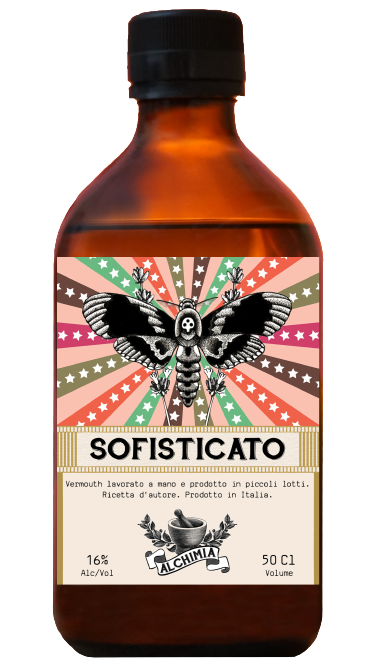 SOFISTICATO
Vermouth lavorato a mano e prodotto in piccoli lotti.
Ricetta d'autore. Prodotto in Italia.
ALCHIMIA
16%
Alc/Vol
50 Cl
Volume